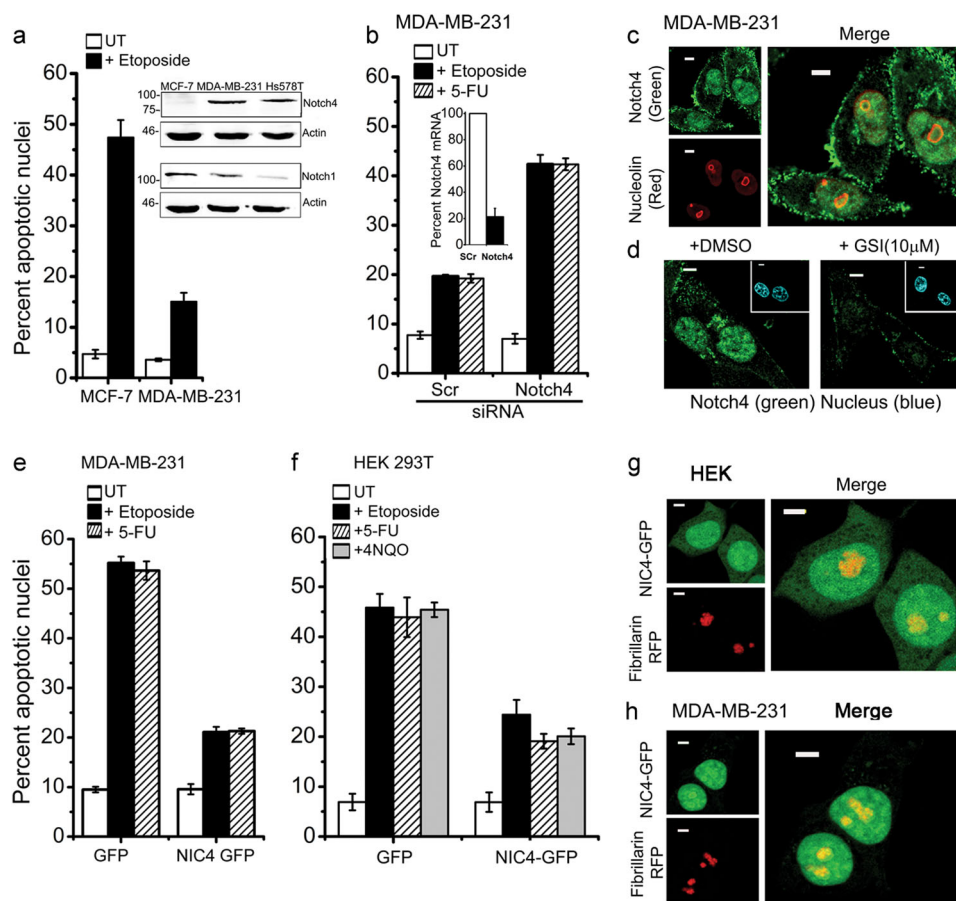 a
UT
+ Etoposide
Percent apoptotic nuclei
60
50
40
30
20
10
0
MCF-7 MDA-MB-231
MCF-7 MDA-MB-231 Hs578T
100-
75-
Notch4
46-
Actin
100-
Notch1
46-
Actin
b
MDA-MB-231
UT
+ Etoposide
+ 5-FU
60
50
40
30
20
10
0
Percent Notch4 mRNA
100
80
60
40
20
0
SCr Notch4
Scr
Notch4
siRNA
c
MDA-MB-231
Merge
Notch4
(Green)
Nucleolin
(Red)
d
+DMSO
+ GSI(10µM)
Notch4 (green) Nucleus (blue)
e
MDA-MB-231
UT
+ Etoposide
+ 5-FU
Percent apoptotic nuclei
60
50
40
30
20
10
0
GFP
NIC4 GFP
f
HEK 293T
UT
+ Etoposide
+5-FU
+4NQO
60
50
40
30
20
10
0
GFP
NIC4-GFP
g
HEK
Merge
NIC4-GFP
Fibrillarin
RFP
h
MDA-MB-231
Merge
NIC4-GFP
Fibrillarin
RFP